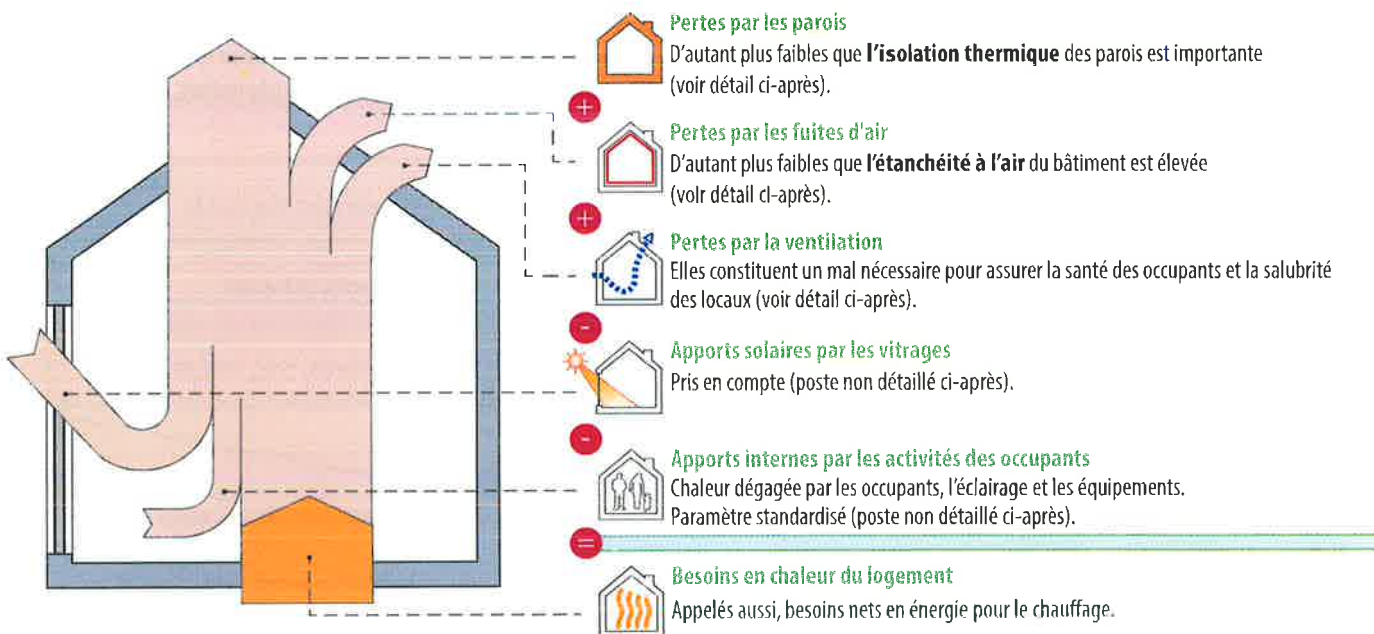 Pertes par les parois
D'autant plus faibles que l'isolation thermique des parois est importante
(voir détail ci-après).
+
Pertes par les fuites d'air
D'autant plus faibles que l'étanchéité à l'air du bâtiment est élevée
(voir détail ci-après).
+
Pertes par la ventilation
Elles constituent un mal nécessaire pour assurer la santé des occupants et la salubrité
des locaux (voir détail ci-après).
-
Apports solaires par les vitrages
Pris en compte (poste non détaillé ci-après).
-
Apports internes par les activités des occupants
Chaleur dégagée par les occupants, l'éclairage et les équipements.
Paramètre standardisé (poste non détaillé ci-après).
=
Besoins en chaleur du logement
Appelés aussi, besoins nets en énergie pour le chauffage.